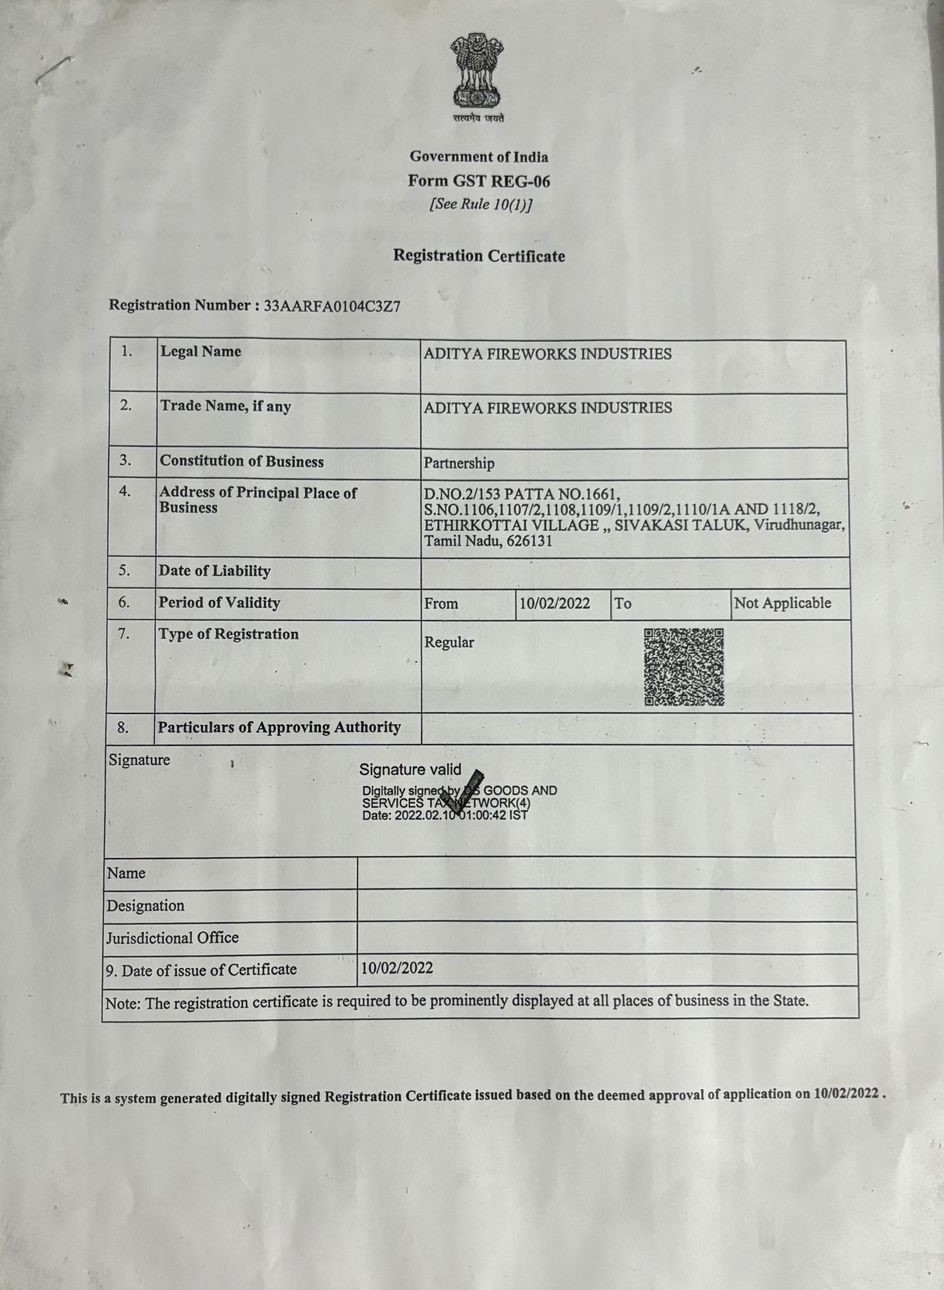 सत्यमेव जयते
Government of India
Form GST REG-06
[See Rule 10(1)]
Registration Certificate
Registration Number : 33AARFA0104C3Z7
1. Legal Name ADITYA FIREWORKS INDUSTRIES
2. Trade Name, if any ADITYA FIREWORKS INDUSTRIES
3. Constitution of Business Partnership
4. Address of Principal Place of Business D.NO.2/153 PATTA NO.1661,
S.NO.1106,1107/2,1108,1109/1,1109/2,1110/1A AND 1118/2,
ETHIRKOTTAI VILLAGE ,, SIVAKASI TALUK, Virudhunagar,
Tamil Nadu, 626131
5. Date of Liability
6. Period of Validity From 10/02/2022 To Not Applicable
7. Type of Registration Regular
8. Particulars of Approving Authority
Signature
Signature valid
Digitally signed by DS GOODS AND
SERVICES TAX NETWORK(4)
Date: 2022.02.10 01:00:42 IST
Name
Designation
Jurisdictional Office
9. Date of issue of Certificate 10/02/2022
Note: The registration certificate is required to be prominently displayed at all places of business in the State.
This is a system generated digitally signed Registration Certificate issued based on the deemed approval of application on 10/02/2022 .